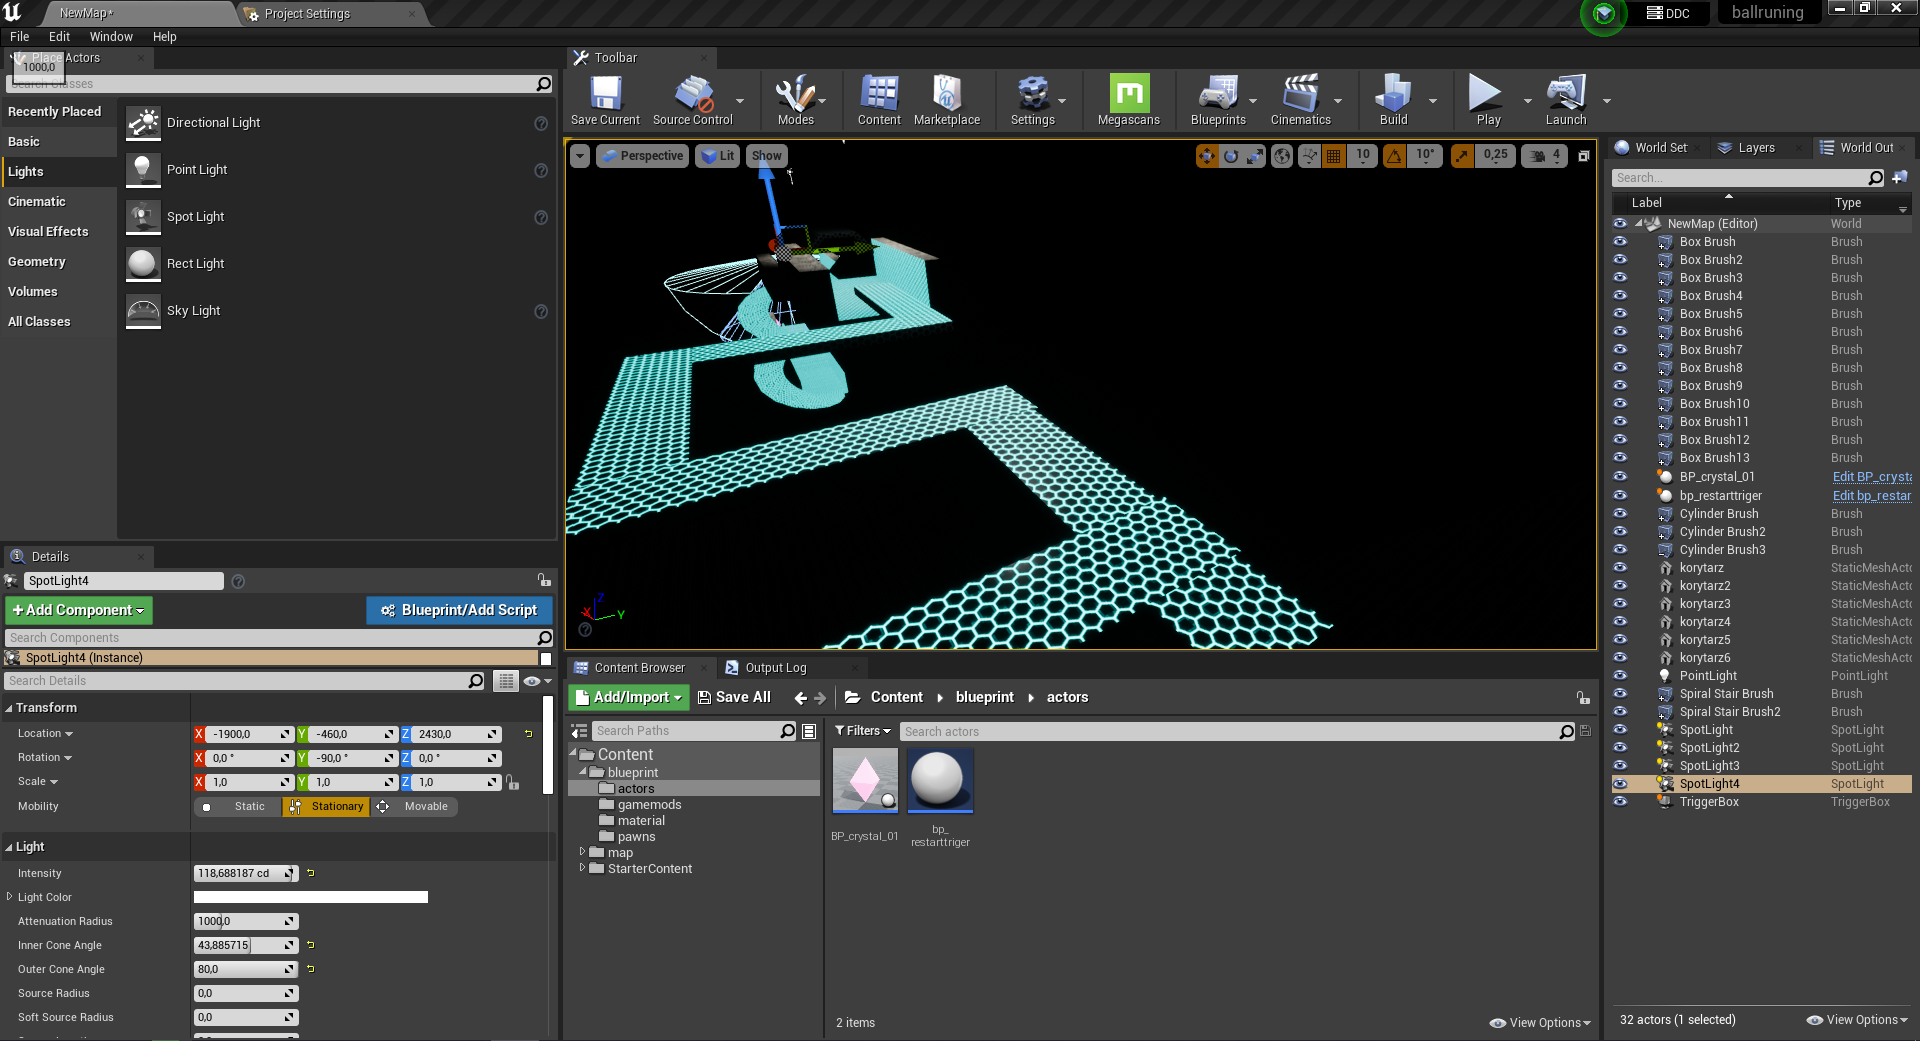 NewMap*
Project Settings
DDC
ballruning
File Edit Window Help
Place Actors
1000,0
Search Classes
Recently Placed
Basic
Lights
Cinematic
Visual Effects
Geometry
Volumes
All Classes
Directional Light
Point Light
Spot Light
Rect Light
Sky Light
Toolbar
Save Current
Source Control
Modes
Content
Marketplace
Settings
Megascans
Blueprints
Cinematics
Build
Play
Launch
Perspective
Lit
Show
10
10°
0,25
4
X
Z
Y
Details
SpotLight4
+Add Component
Blueprint/Add Script
Search Components
SpotLight4 (Instance)
Search Details
Transform
Location X -1900,0 Y -460,0 Z 2430,0
Rotation X 0,0 ° Y -90,0 ° Z 0,0 °
Scale X 1,0 Y 1,0 Z 1,0
Mobility Static Stationary Movable
Light
Intensity 118,688187 cd
Light Color
Attenuation Radius 1000,0
Inner Cone Angle 43,885715
Outer Cone Angle 80,0
Source Radius 0,0
Soft Source Radius 0,0
Content Browser
Output Log
Add/Import
Save All
Content
blueprint
actors
Search Paths
Filters
Search actors
Content
blueprint
actors
gamemods
material
pawns
map
StarterContent
BP_crystal_01
bp_
restarttriger
2 items
View Options
World Set
Layers
World Out
Search...
Label Type
NewMap (Editor) World
Box Brush Brush
Box Brush2 Brush
Box Brush3 Brush
Box Brush4 Brush
Box Brush5 Brush
Box Brush6 Brush
Box Brush7 Brush
Box Brush8 Brush
Box Brush9 Brush
Box Brush10 Brush
Box Brush11 Brush
Box Brush12 Brush
Box Brush13 Brush
BP_crystal_01 Edit BP_crysta
bp_restarttriger Edit bp_restar
Cylinder Brush Brush
Cylinder Brush2 Brush
Cylinder Brush3 Brush
korytarz StaticMeshActo
korytarz2 StaticMeshActo
korytarz3 StaticMeshActo
korytarz4 StaticMeshActo
korytarz5 StaticMeshActo
korytarz6 StaticMeshActo
PointLight PointLight
Spiral Stair Brush Brush
Spiral Stair Brush2 Brush
SpotLight SpotLight
SpotLight2 SpotLight
SpotLight3 SpotLight
SpotLight4 SpotLight
TriggerBox TriggerBox
32 actors (1 selected)
View Options